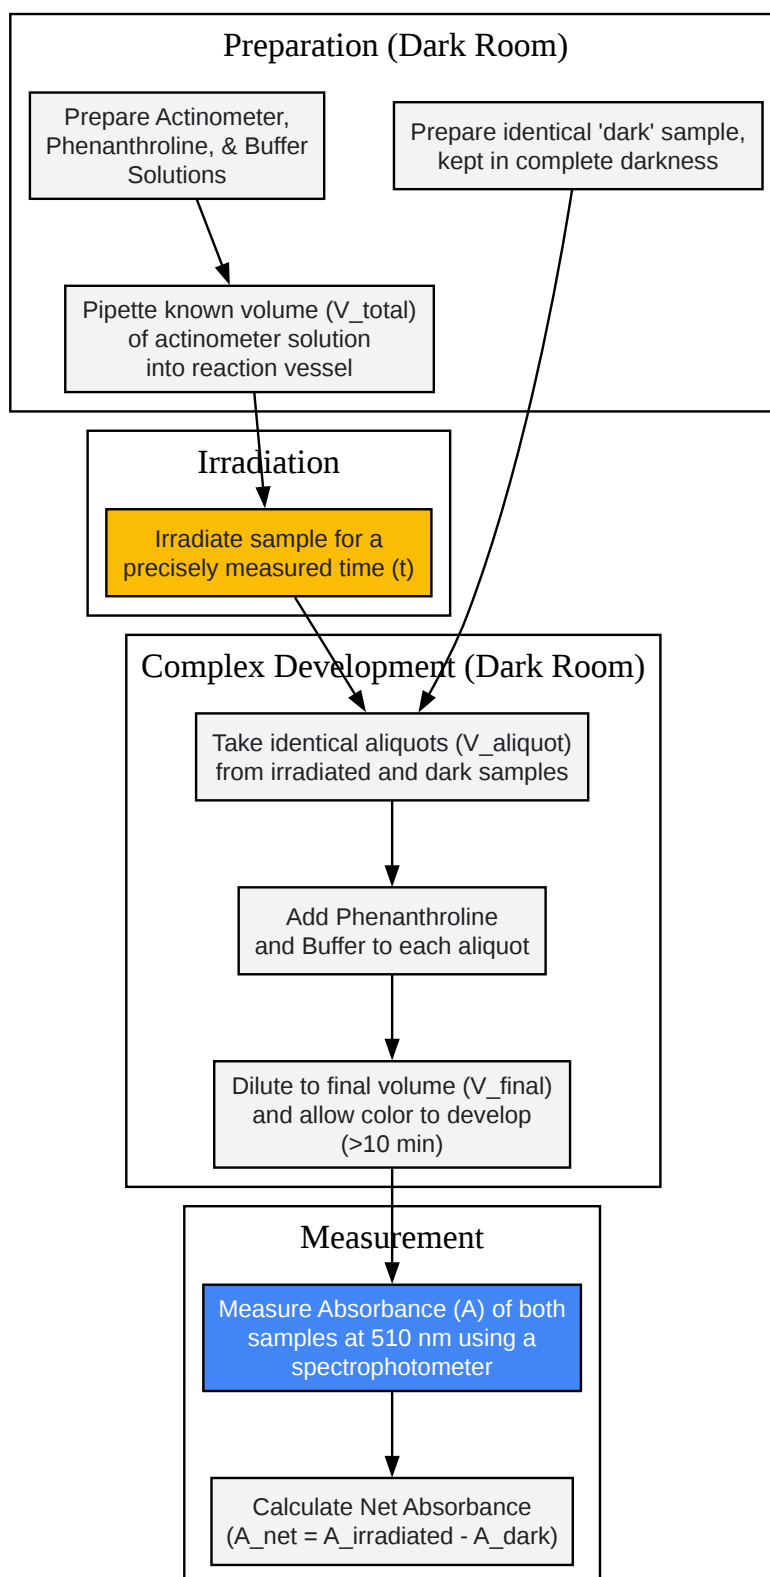 Preparation (Dark Room)
Prepare Actinometer,
Phenanthroline, & Buffer
Solutions
Prepare identical 'dark' sample,
kept in complete darkness
Pipette known volume (V_total)
of actinometer solution
into reaction vessel
Irradiation
Irradiate sample for a
precisely measured time (t)
Complex Development (Dark Room)
Take identical aliquots (V_aliquot)
from irradiated and dark samples
Add Phenanthroline
and Buffer to each aliquot
Dilute to final volume (V_final)
and allow color to develop
(>10 min)
Measurement
Measure Absorbance (A) of both
samples at 510 nm using a
spectrophotometer
Calculate Net Absorbance
(A_net = A_irradiated - A_dark)